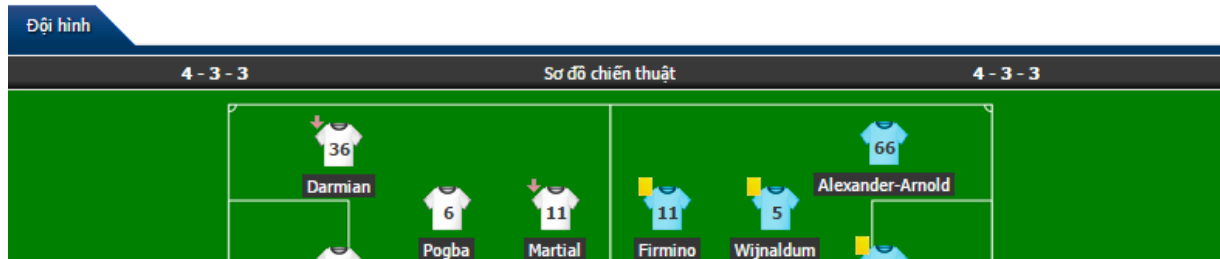 Đội hình
4 - 3 - 3 Sơ đồ chiến thuật 4 - 3 - 3
36 66
Darmian Alexander-Arnold
6 11 11 5
Pogba Martial Firmino Wijnaldum